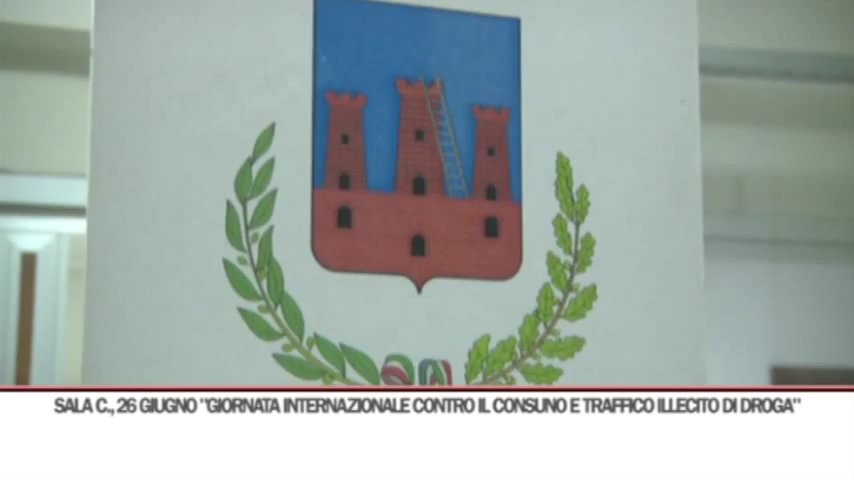 SALA C., 26 GIUGNO "GIORNATA INTERNAZIONALE CONTRO IL CONSUNO E TRAFFICO ILLECITO DI DROGA"